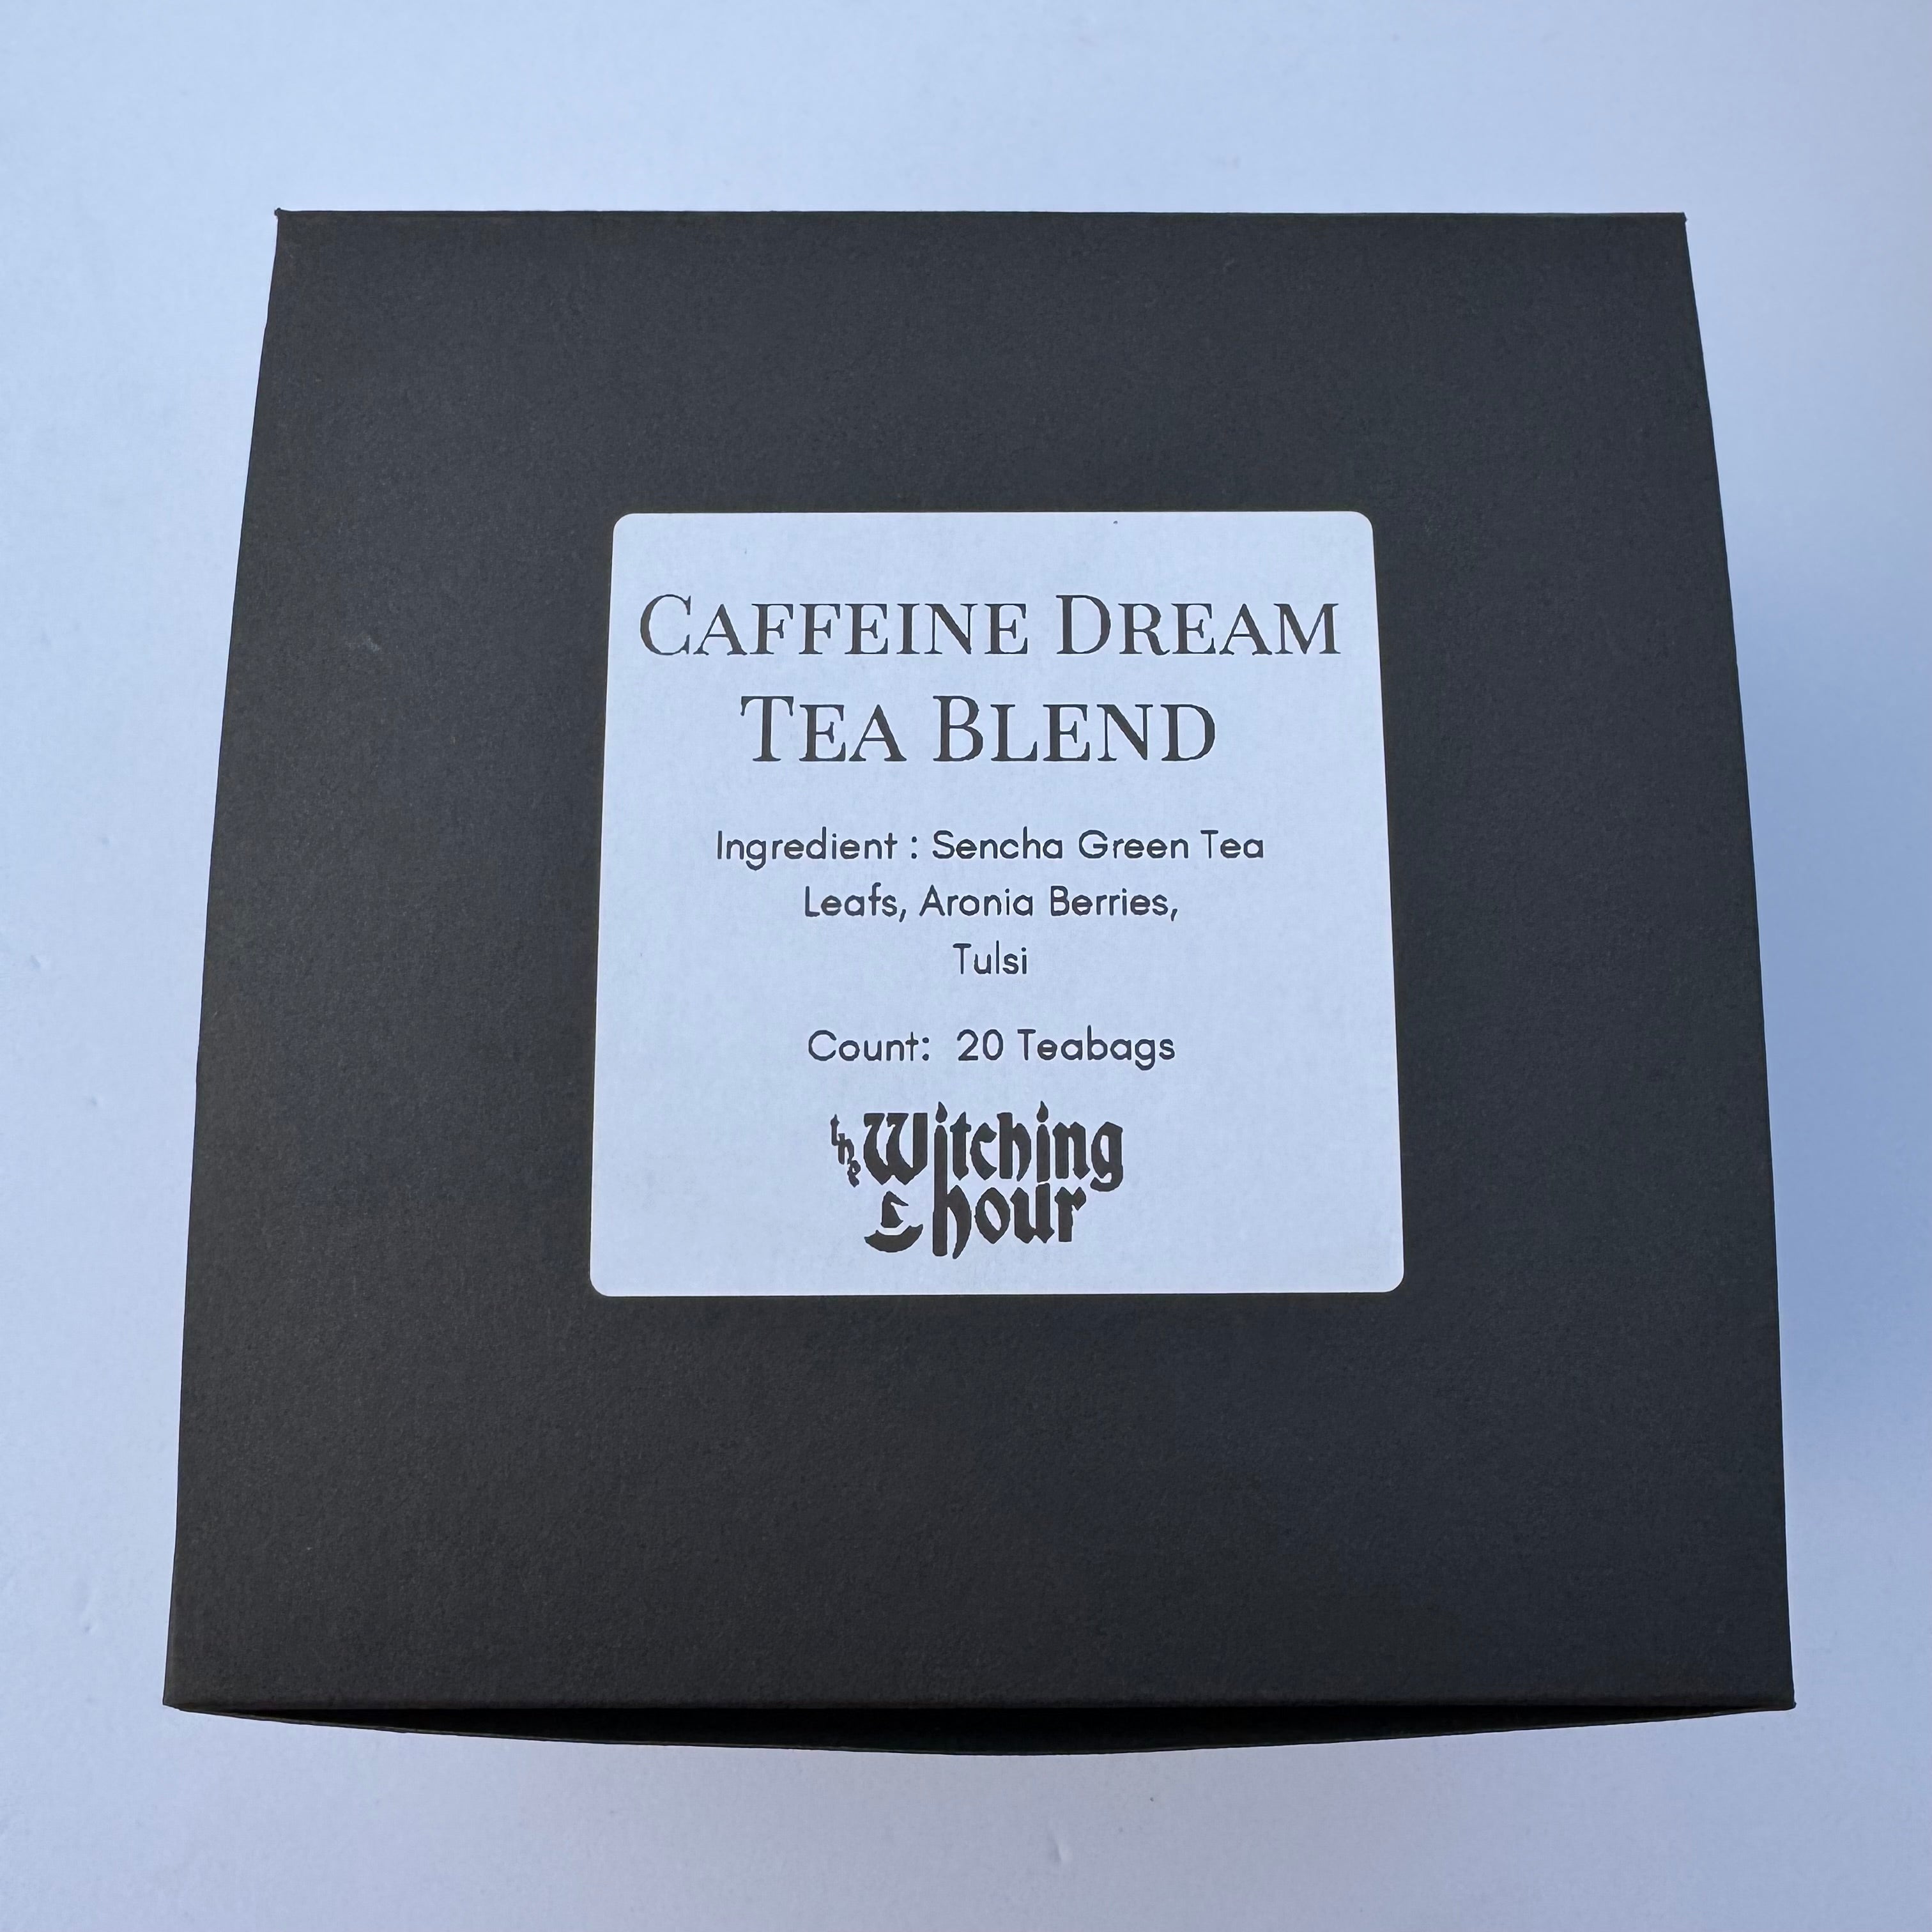 CAFFEINE DREAM
TEA BLEND
Ingredient : Sencha Green Tea
Leafs, Aronia Berries,
Tulsi
Count: 20 Teabags
the Witching
hour